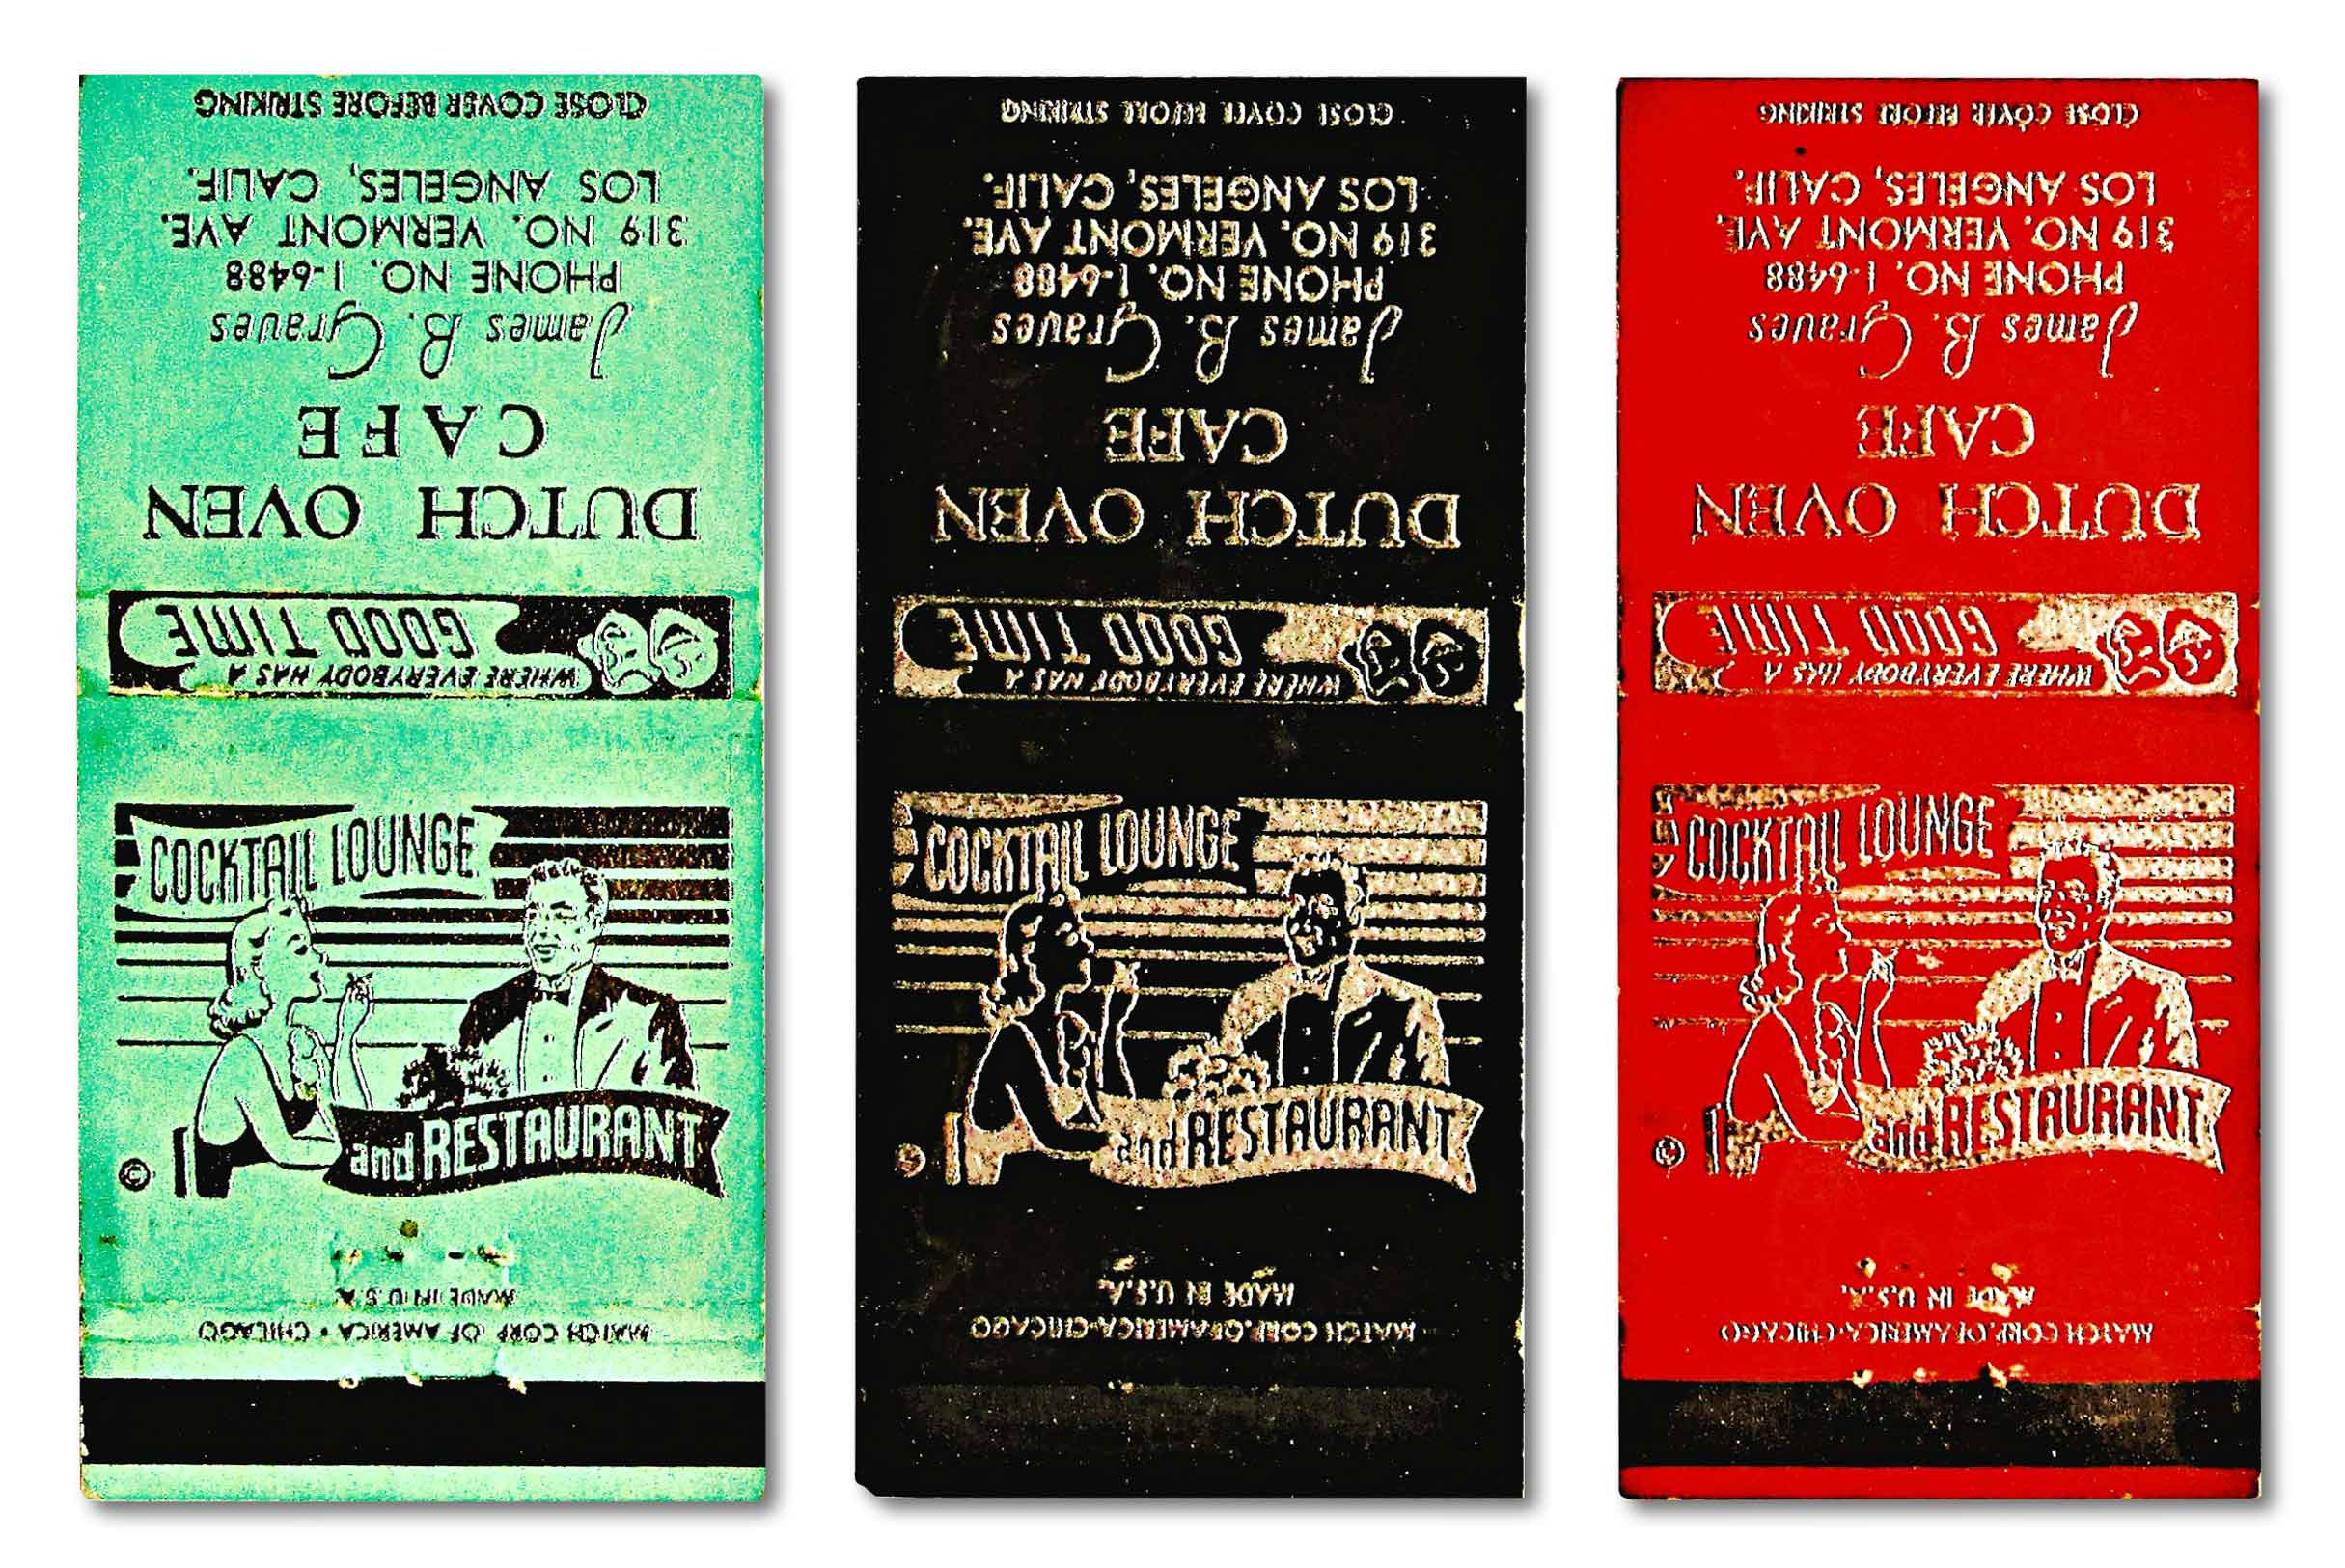 WHERE EVERYBODY HAS A
GOOD TIME
DUTCH OVEN
CAFE
James B. Graves
PHONE NO. 1-6488
319 NO. VERMONT AVE.
LOS ANGELES, CALIF.
CLOSE COVER BEFORE STRIKING
COCKTAIL LOUNGE
and RESTAURANT
©
MATCH CORP. OF AMERICA • CHICAGO
MADE IN U.S.A.
WHERE EVERYBODY HAS A
GOOD TIME
DUTCH OVEN
CAFE
James B. Graves
PHONE NO. 1-6488
319 NO. VERMONT AVE.
LOS ANGELES, CALIF.
CLOSE COVER BEFORE STRIKING
COCKTAIL LOUNGE
and RESTAURANT
©
MATCH CORP. OF AMERICA-CHICAGO
MADE IN U.S.A.
WHERE EVERYBODY HAS A
GOOD TIME
DUTCH OVEN
CAFE
James B. Graves
PHONE NO. 1-6488
319 NO. VERMONT AVE.
LOS ANGELES, CALIF.
CLOSE COVER BEFORE STRIKING
COCKTAIL LOUNGE
and RESTAURANT
©
MATCH CORP. OF AMERICA-CHICAGO
MADE IN U.S.A.